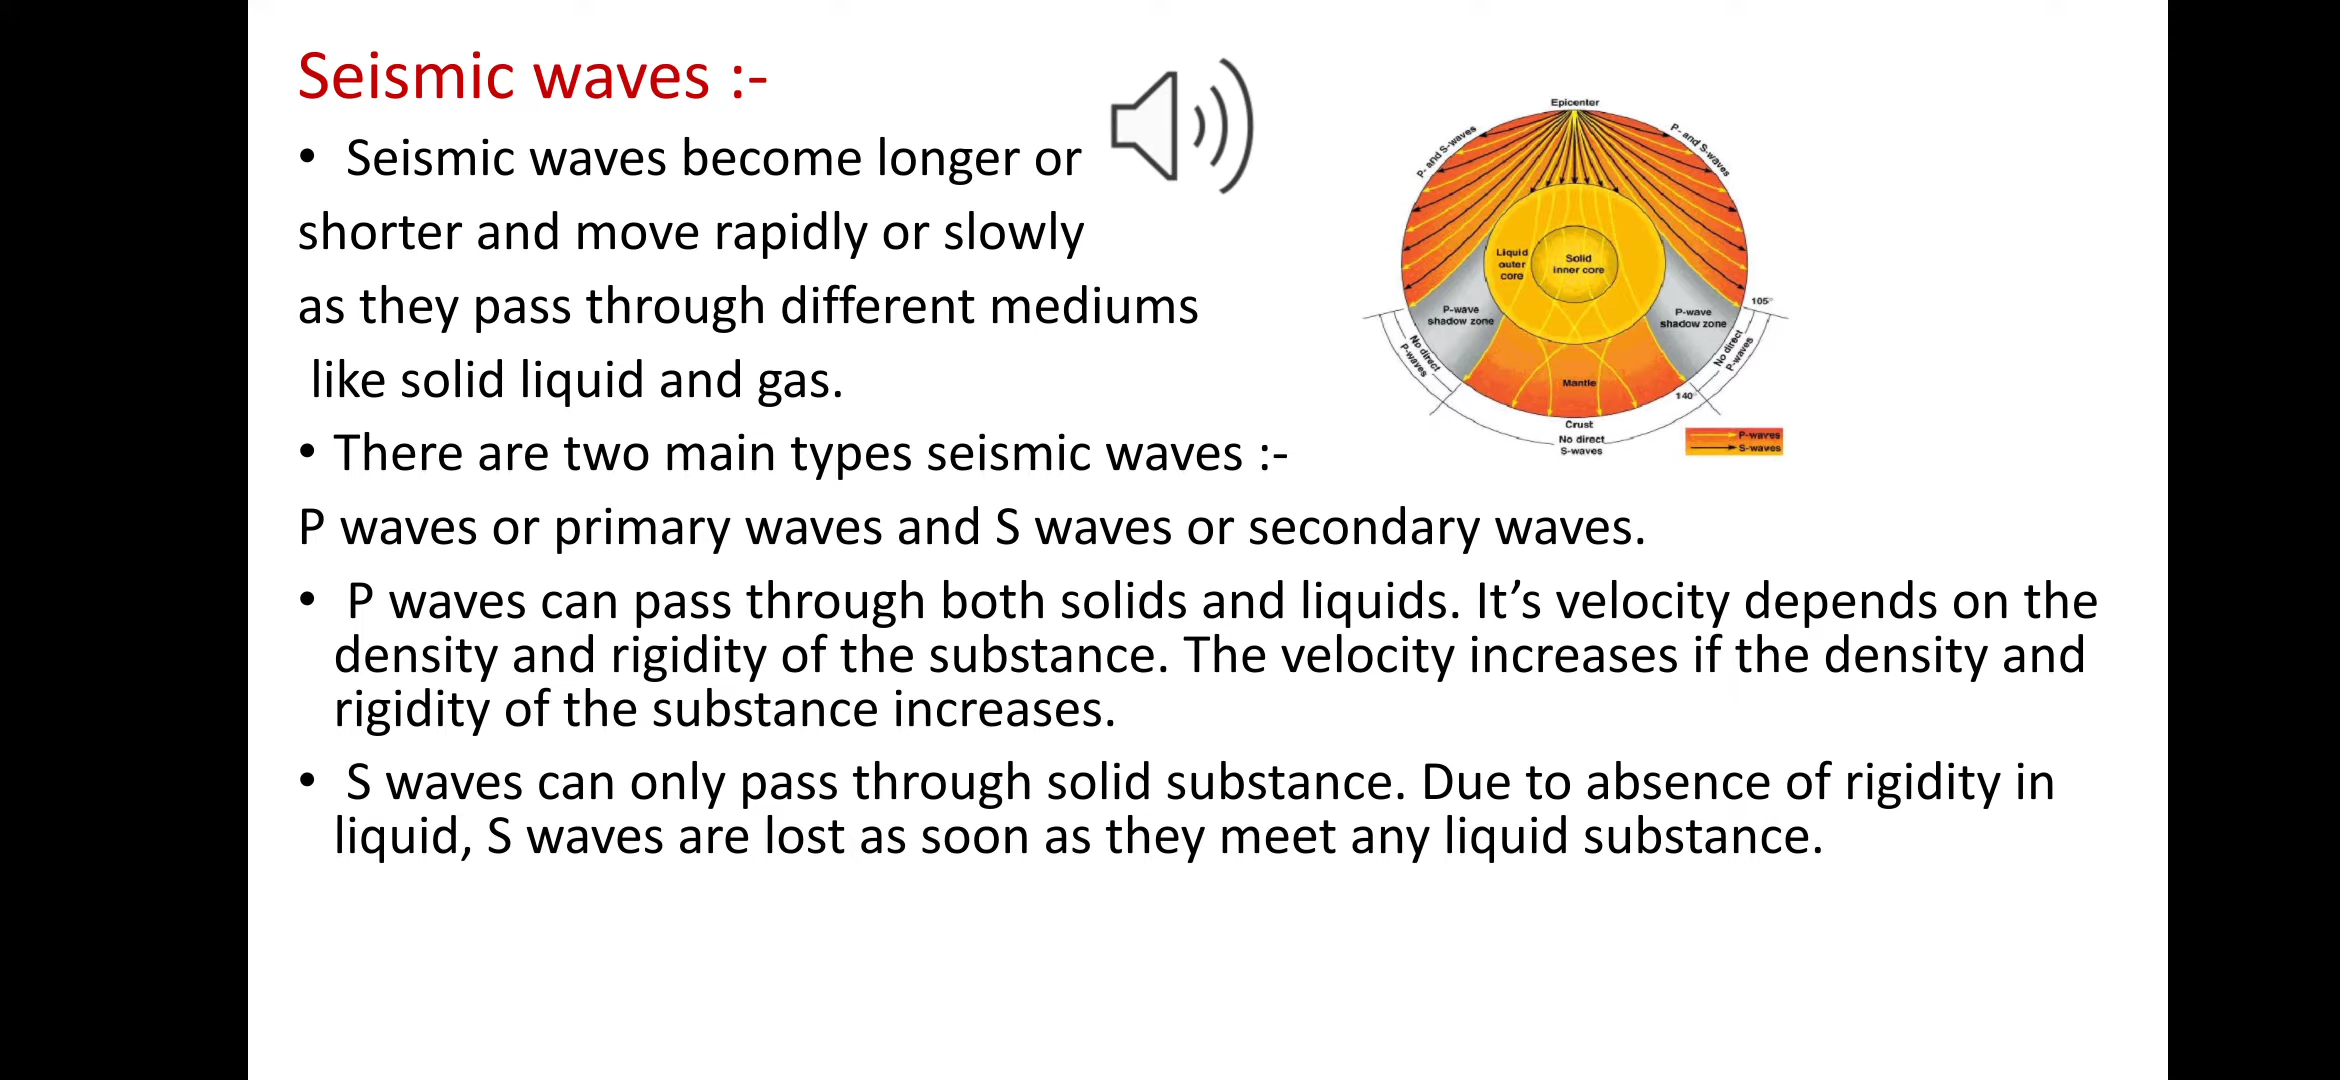 Seismic waves :-
• Seismic waves become longer or
shorter and move rapidly or slowly
as they pass through different mediums
like solid liquid and gas.
• There are two main types seismic waves :-
P waves or primary waves and S waves or secondary waves.
• P waves can pass through both solids and liquids. It’s velocity depends on the
density and rigidity of the substance. The velocity increases if the density and
rigidity of the substance increases.
• S waves can only pass through solid substance. Due to absence of rigidity in
liquid, S waves are lost as soon as they meet any liquid substance.
Epicenter
P- and S-waves
P- and S-waves
Liquid
outer
core
Solid
inner core
P-wave
shadow zone
P-wave
shadow zone
105°
No direct
P-waves
No direct
P-waves
Mantle
140°
Crust
No direct
S-waves
P-waves
S-waves